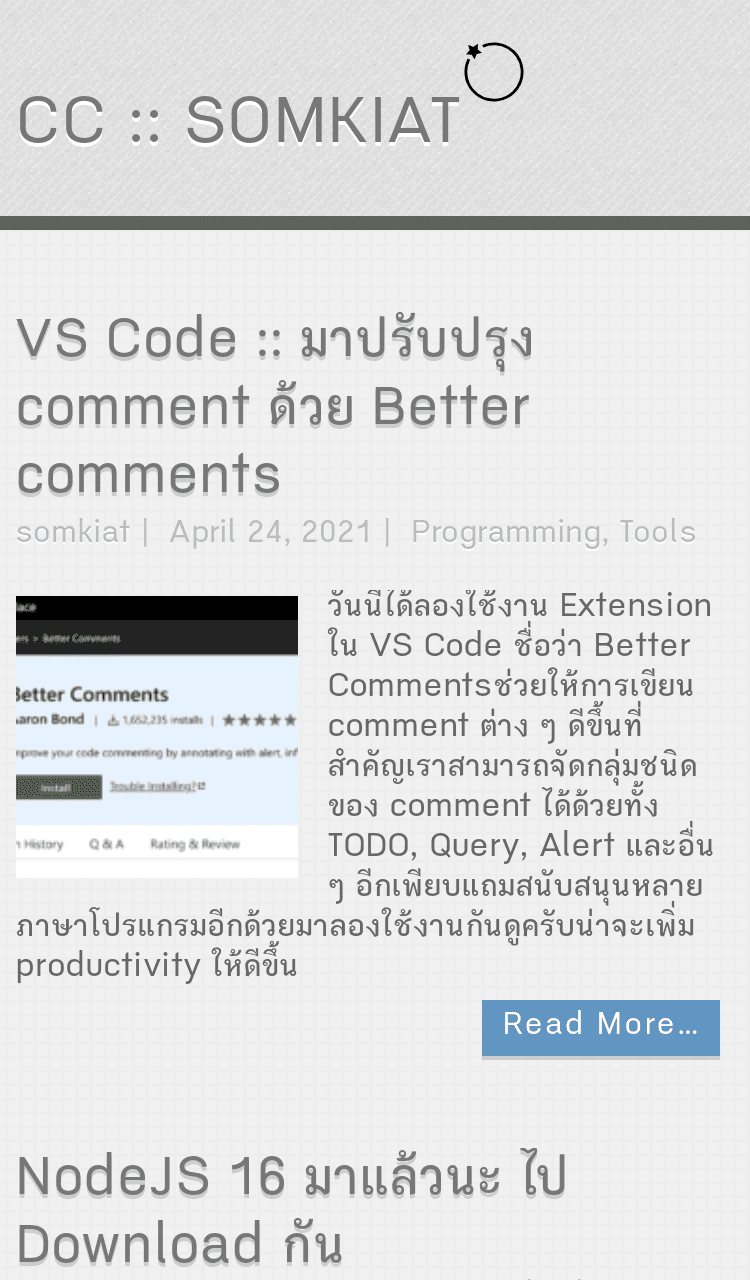 CC :: SOMKIAT
VS Code :: มาปรับปรุง
comment ด้วย Better
comments
somkiat | April 24, 2021 | Programming, Tools
วันนี้ได้ลองใช้งาน Extension
ใน VS Code ชื่อว่า Better
Commentsช่วยให้การเขียน
comment ต่าง ๆ ดีขึ้นที่
สำคัญเราสามารถจัดกลุ่มชนิด
ของ comment ได้ด้วยทั้ง
TODO, Query, Alert และอื่น
ๆ อีกเพียบแถมสนับสนุนหลาย
ภาษาโปรแกรมอีกด้วยมาลองใช้งานกันดูครับน่าจะเพิ่ม
productivity ให้ดีขึ้น
> Better Comments
Better Comments
Aaron Bond | 1,652,235 installs | ★★★★★
improve your code commenting by annotating with alert, inf
Install Trouble Installing?
History Q & A Rating & Review
Read More…
NodeJS 16 มาแล้วนะ ไป
Download กัน